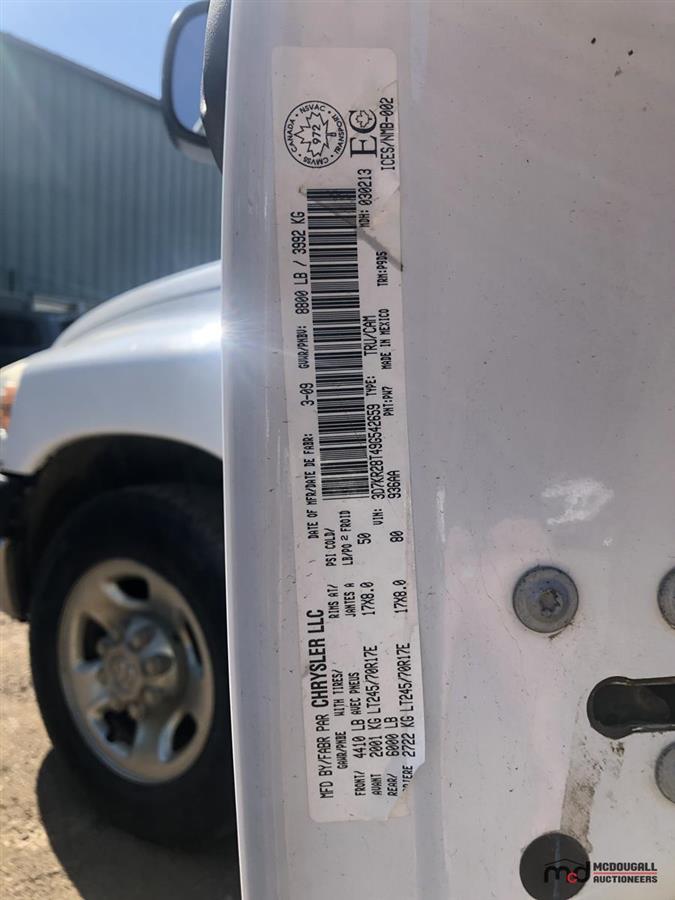 MFD BY/FABR PAR CHRYSLER LLC
DATE OF MFR/DATE DE FABR: 3-09
GVWR/PNBV: 8800 LB / 3992 KG
GAWR/PNBE WITH TIRES/ RIMS AT/ PSI COLD/
AVEC PNEUS JANTES A LB/PO² FROID
FRONT/ 4410 LB
AVANT 2001 KG LT245/70R17E 17X8.0 50
REAR/ 6000 LB
2722 KG LT245/70R17E 17X8.0 80
VIN: 3D7KR28T49G542659 TYPE: TRU/CAM
936AA PNT:PW7 MADE IN MEXICO TRM:P9D5
MDH: 030213
CANADA NSVAC
972
CMVSS TRANSPORT
EC
ICES/NMB-002
MCDOUGALL
AUCTIONEERS